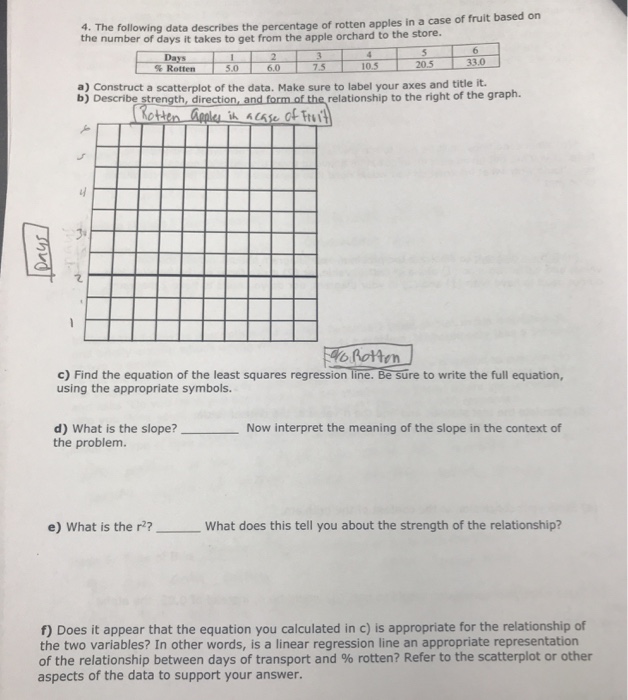 4. The following data describes the percentage of rotten apples in a case of fruit based on
the number of days it takes to get from the apple orchard to the store.
Days 1 2 3 4 5 6
% Rotten 5.0 6.0 7.5 10.5 20.5 33.0
a) Construct a scatterplot of the data. Make sure to label your axes and title it.
b) Describe strength, direction, and form of the relationship to the right of the graph.
Rotten Apples in a case of Fruit
5
4
3
Days
2
1
% Rotten
c) Find the equation of the least squares regression line. Be sure to write the full equation,
using the appropriate symbols.
d) What is the slope? ________ Now interpret the meaning of the slope in the context of
the problem.
e) What is the r²? ______ What does this tell you about the strength of the relationship?
f) Does it appear that the equation you calculated in c) is appropriate for the relationship of
the two variables? In other words, is a linear regression line an appropriate representation
of the relationship between days of transport and % rotten? Refer to the scatterplot or other
aspects of the data to support your answer.